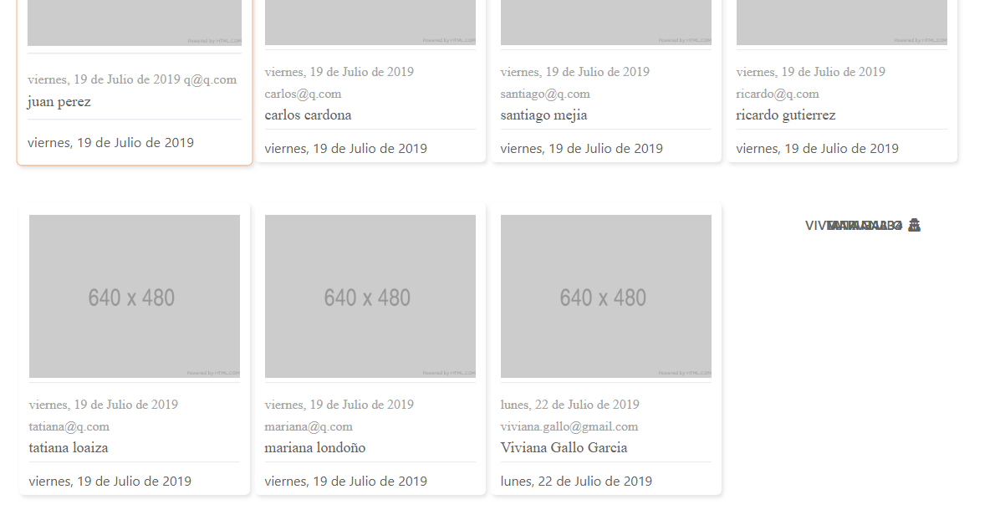 Powered by HTML.COM
Powered by HTML.COM
Powered by HTML.COM
Powered by HTML.COM
viernes, 19 de Julio de 2019 q@q.com
juan perez
viernes, 19 de Julio de 2019
viernes, 19 de Julio de 2019
carlos@q.com
carlos cardona
viernes, 19 de Julio de 2019
viernes, 19 de Julio de 2019
santiago@q.com
santiago mejia
viernes, 19 de Julio de 2019
viernes, 19 de Julio de 2019
ricardo@q.com
ricardo gutierrez
viernes, 19 de Julio de 2019
640 x 480
Powered by HTML.COM
viernes, 19 de Julio de 2019
tatiana@q.com
tatiana loaiza
viernes, 19 de Julio de 2019
640 x 480
Powered by HTML.COM
viernes, 19 de Julio de 2019
mariana@q.com
mariana londoño
viernes, 19 de Julio de 2019
640 x 480
Powered by HTML.COM
lunes, 22 de Julio de 2019
viviana.gallo@gmail.com
Viviana Gallo Garcia
lunes, 22 de Julio de 2019